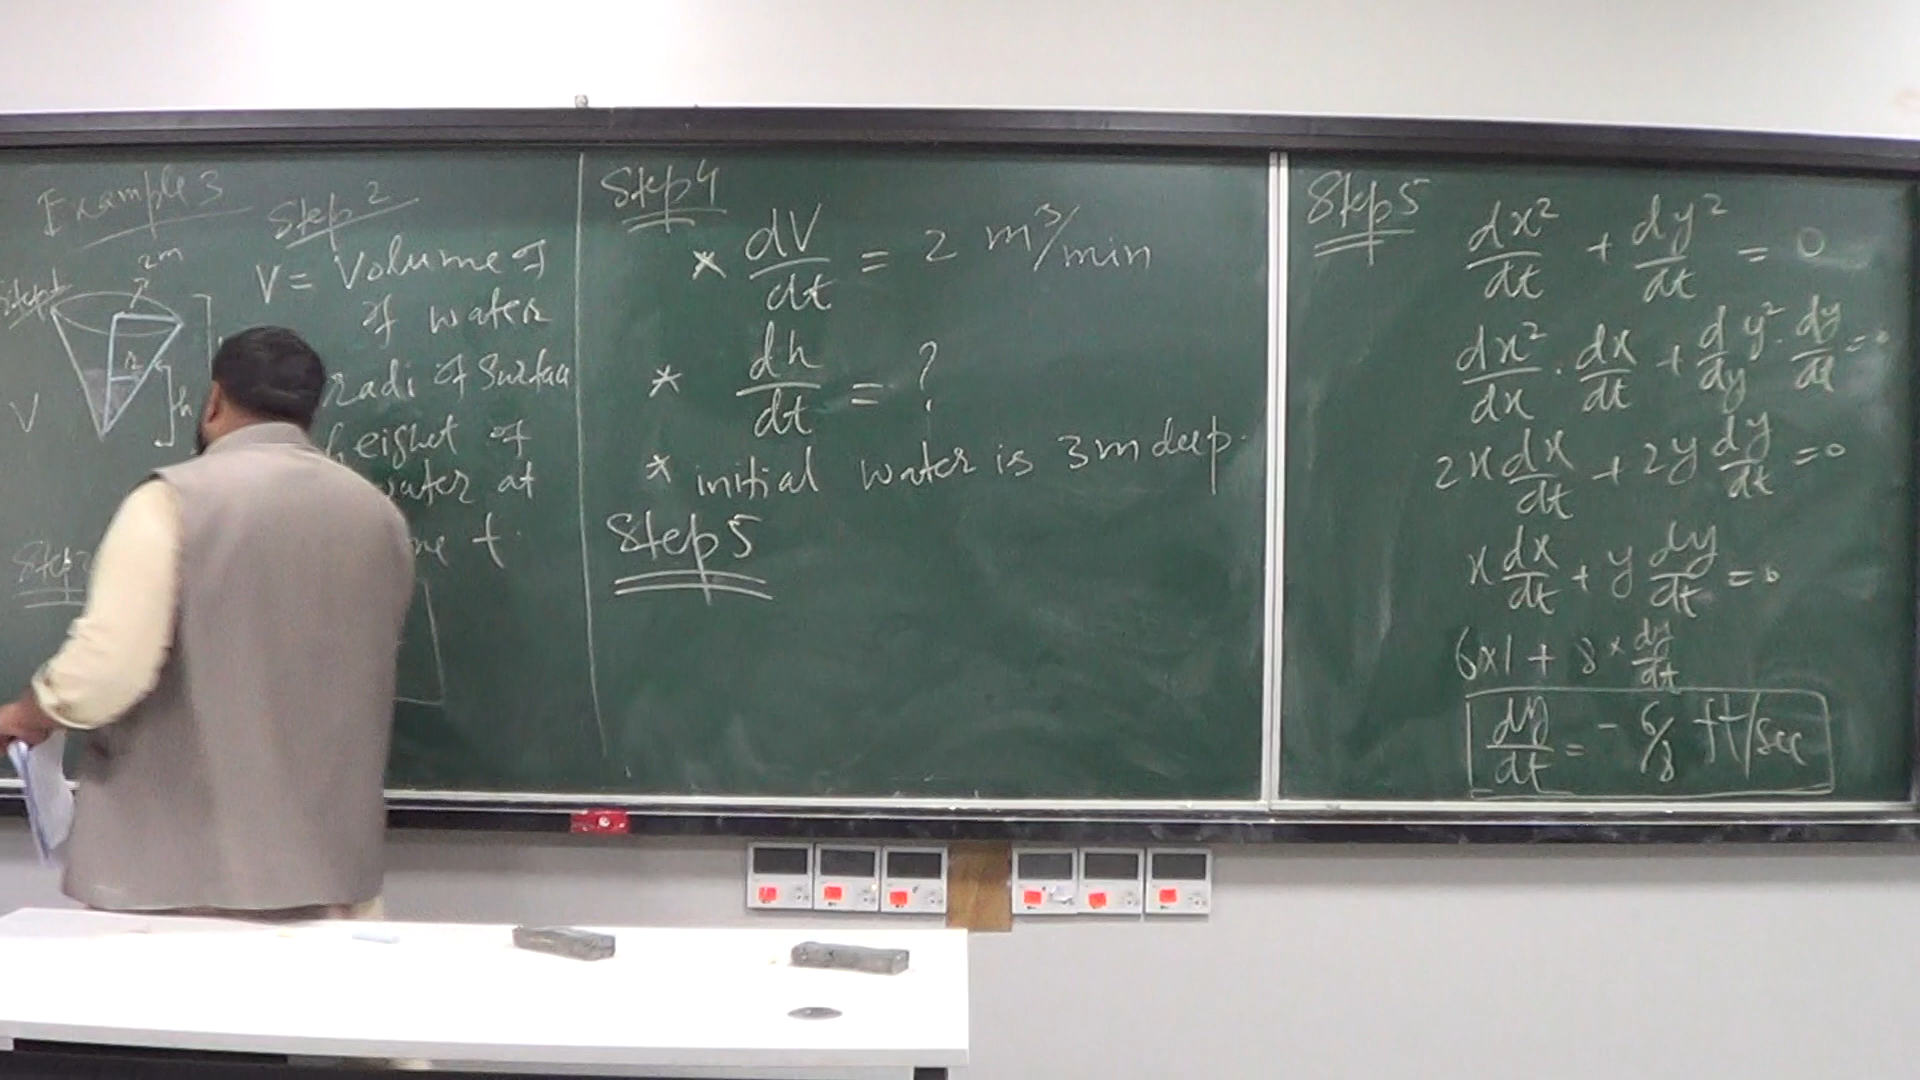 Example 3
Step 2
2m
V = Volume of
of water
radi of Surface
height of
water at
t
V
r
h
Step 4
* dV/dt = 2 m³/min
* dh/dt = ?
* initial water is 3m deep.
Step 5
Step 5
dx²/dt + dy²/dt = 0
dx²/dx . dx/dt + d/dy y² . dy/dt = 0
2x dx/dt + 2y dy/dt = 0
x dx/dt + y dy/dt = 0
6x1 + 8 × dy/dt
dy/dt = - 6/8 ft/sec